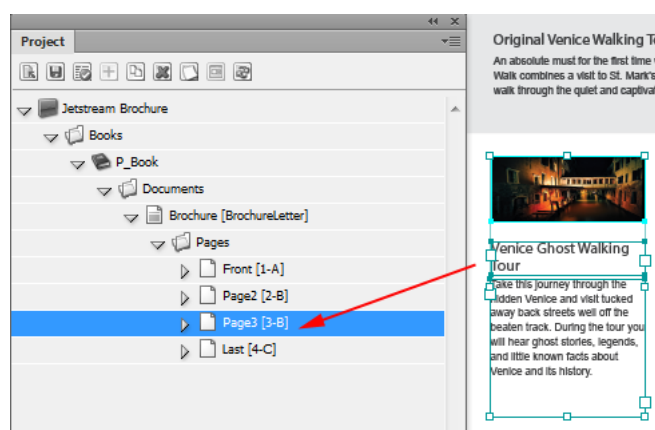 Project
Jetstream Brochure
Books
P_Book
Documents
Brochure [BrochureLetter]
Pages
Front [1-A]
Page2 [2-B]
Page3 [3-B]
Last [4-C]
Original Venice Walking
An absolute must for the first time
Walk combines a visit to St. Mark's
walk through the quiet and
Venice Ghost Walking
Tour
Take this journey through the
hidden Venice and visit tucked
away back streets well off the
beaten track. During the tour you
will hear ghost stories, legends,
and little known facts about
Venice and its history.